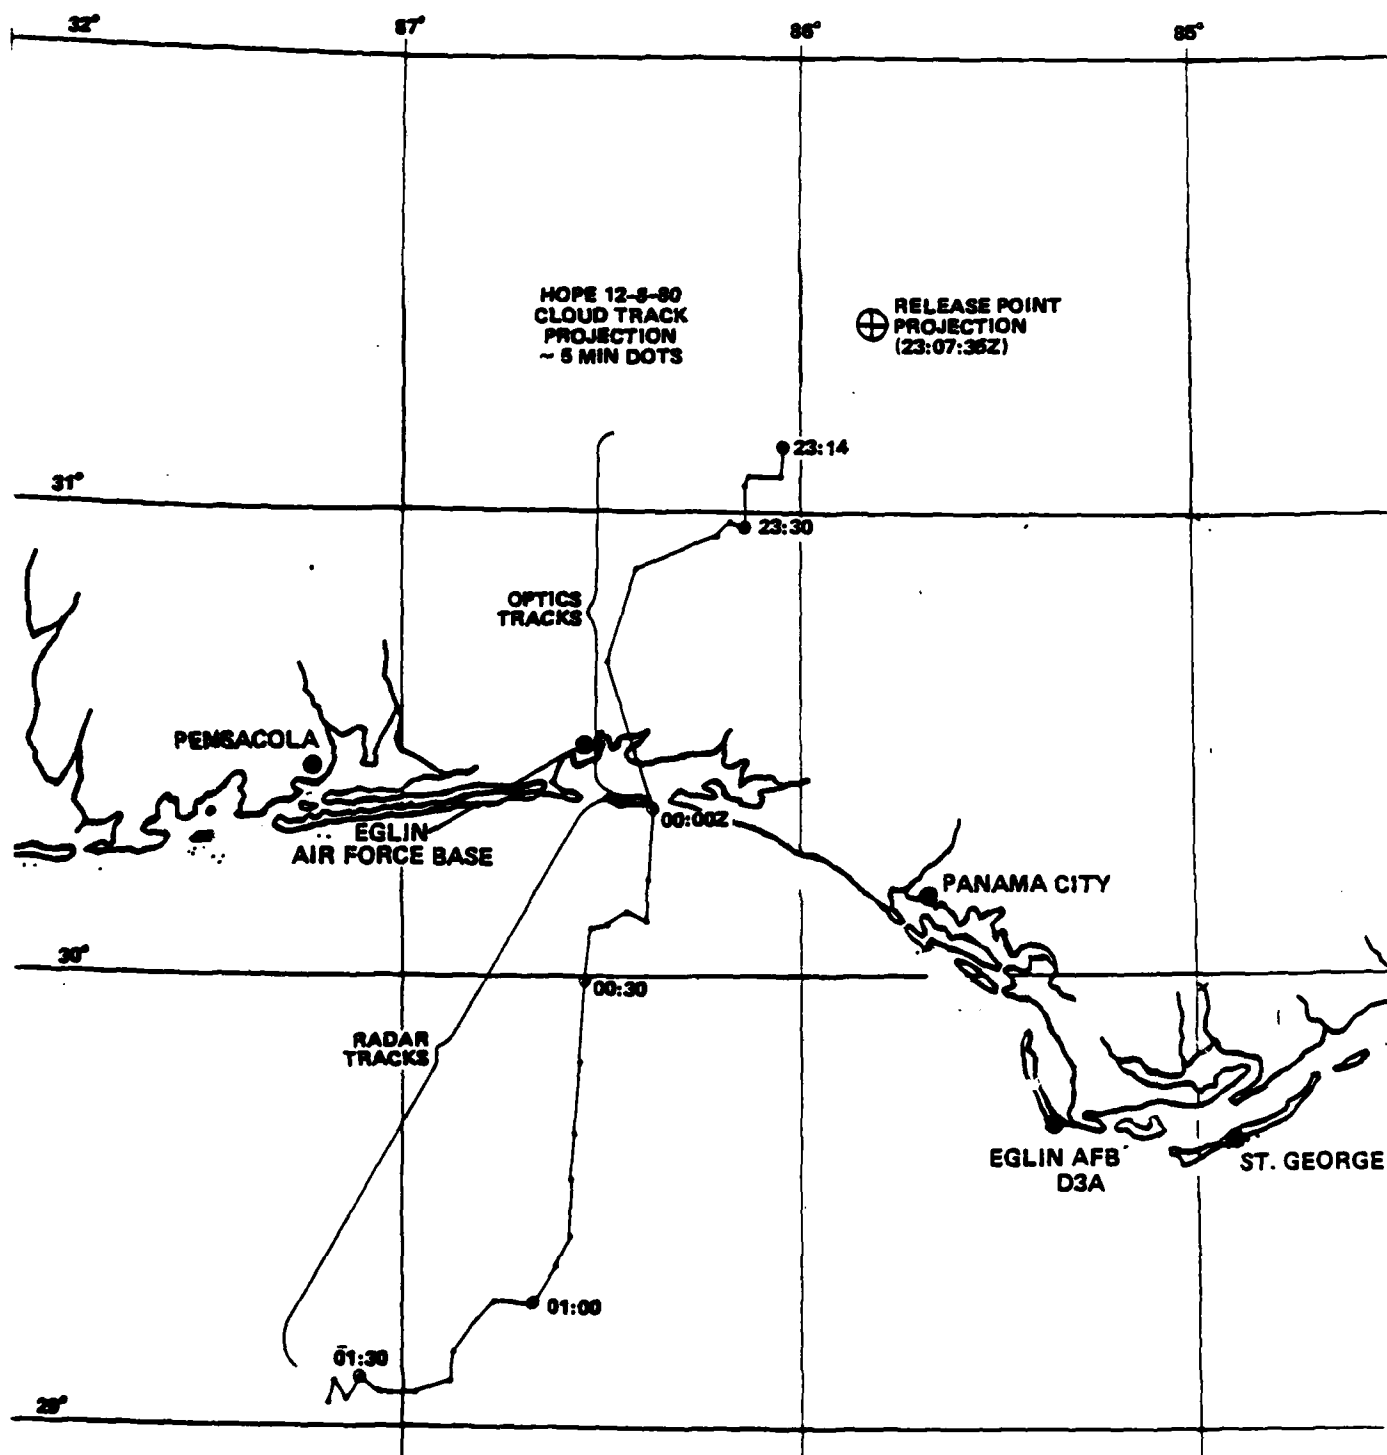 32°
87°
86°
85°
HOPE 12-5-80
CLOUD TRACK
PROJECTION
~ 5 MIN DOTS
RELEASE POINT
PROJECTION
(23:07:35Z)
23:14
31°
23:30
OPTICS
TRACKS
PENSACOLA
00:00Z
EGLIN
AIR FORCE BASE
PANAMA CITY
30°
00:30
RADAR
TRACKS
EGLIN AFB
D3A
ST. GEORGE
01:00
01:30
29°